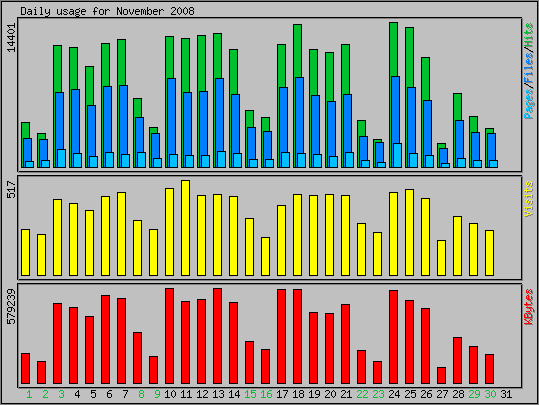 Daily usage for November 2008
14401
Pages/Files/Hits
517
Visits
579239
KBytes
1 2 3 4 5 6 7 8 9 10 11 12 13 14 15 16 17 18 19 20 21 22 23 24 25 26 27 28 29 30 31